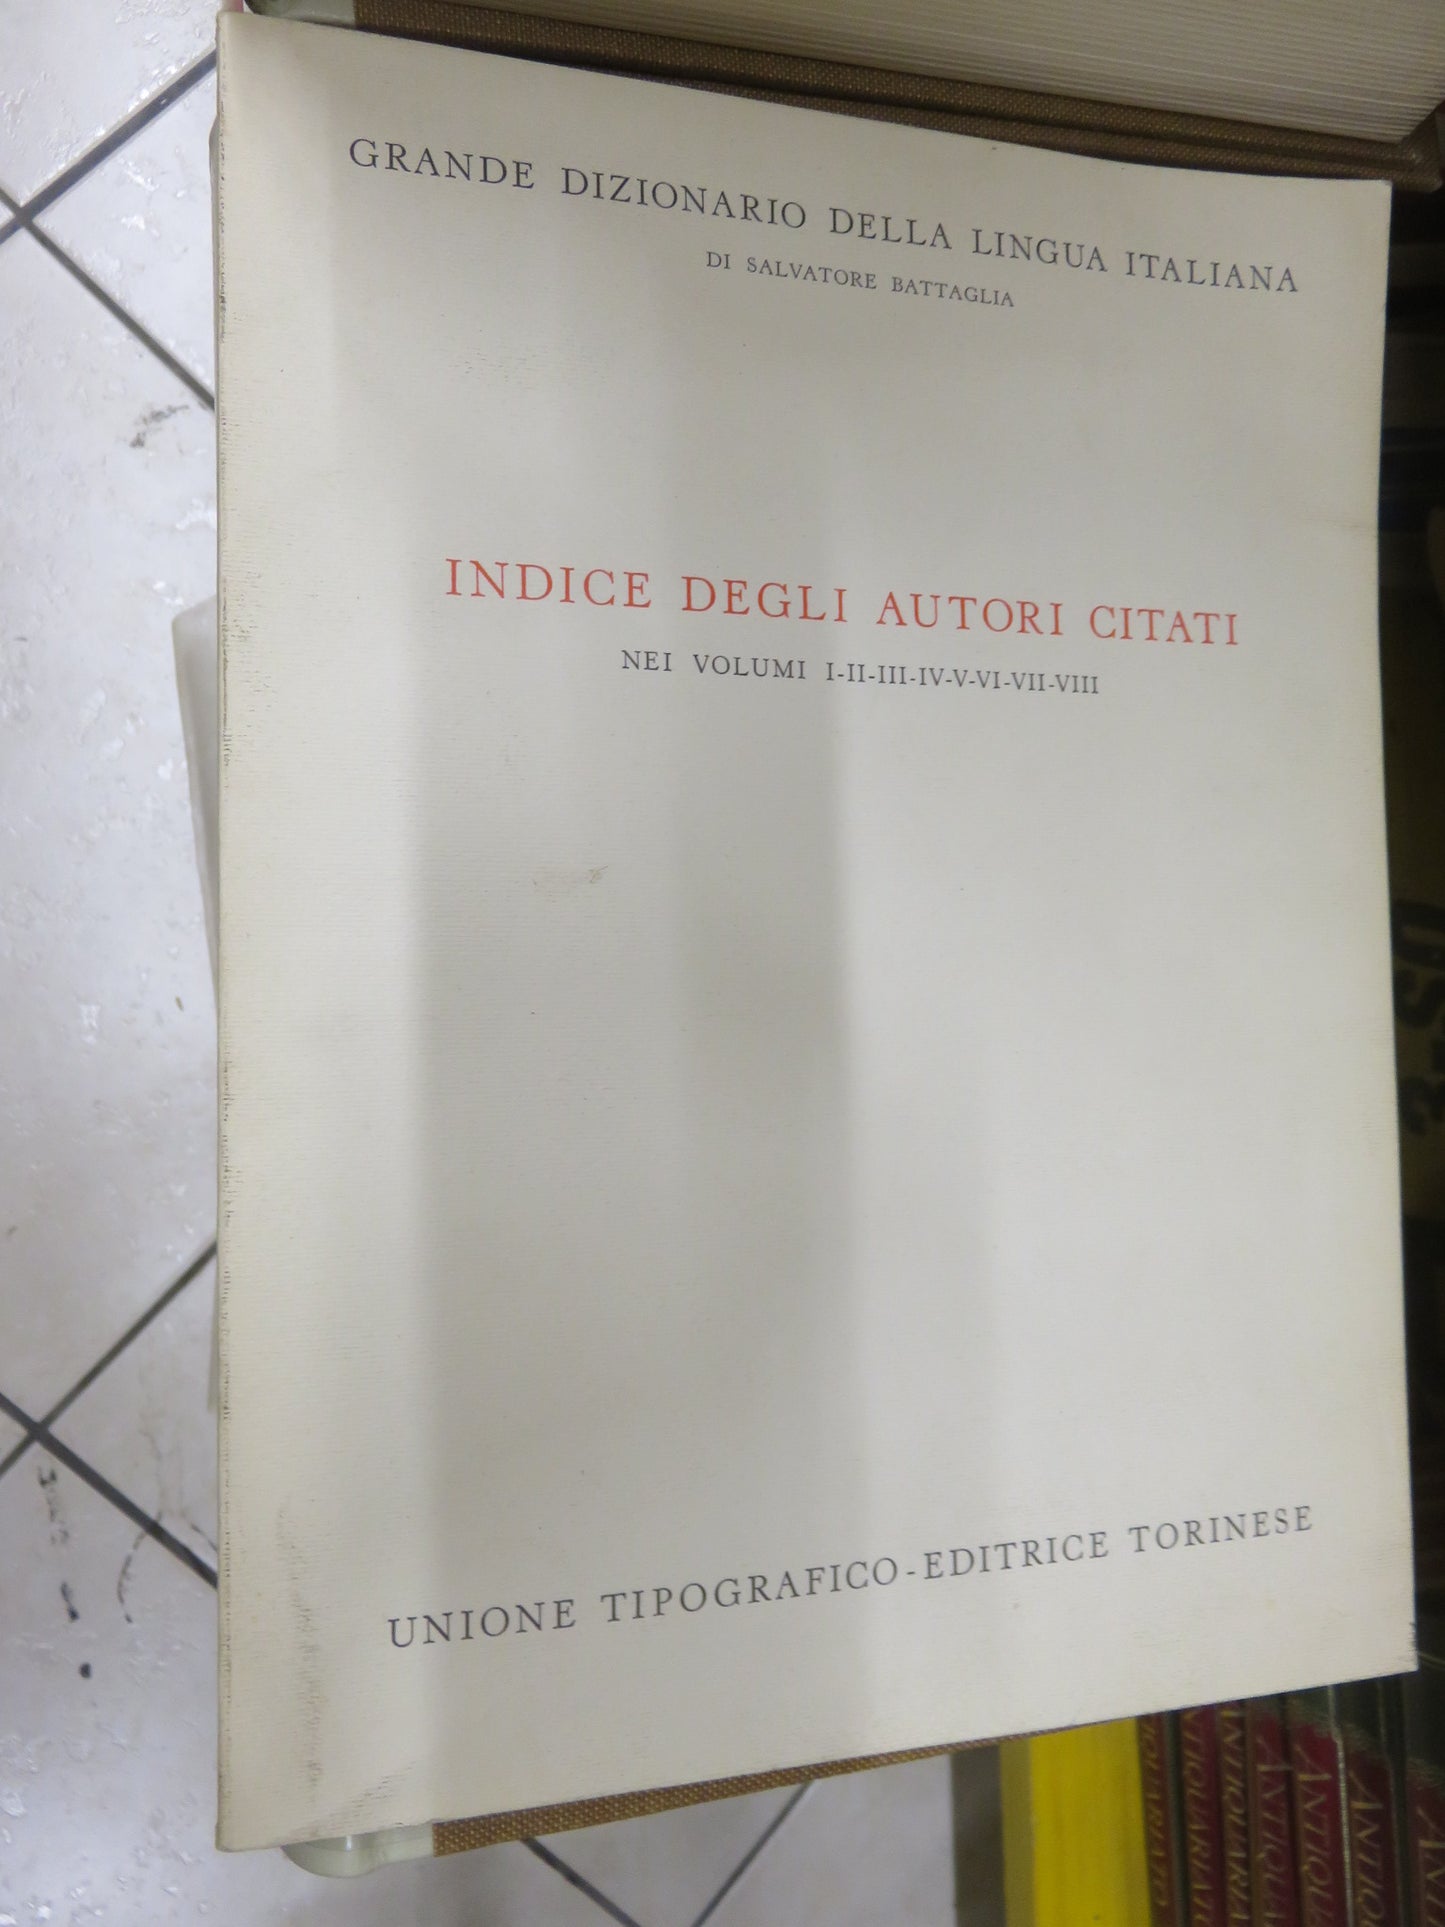 GRANDE DIZIONARIO DELLA LINGUA ITALIANA
DI SALVATORE BATTAGLIA
INDICE DEGLI AUTORI CITATI
NEI VOLUMI I-II-III-IV-V-VI-VII-VIII
UNIONE TIPOGRAFICO-EDITRICE TORINESE